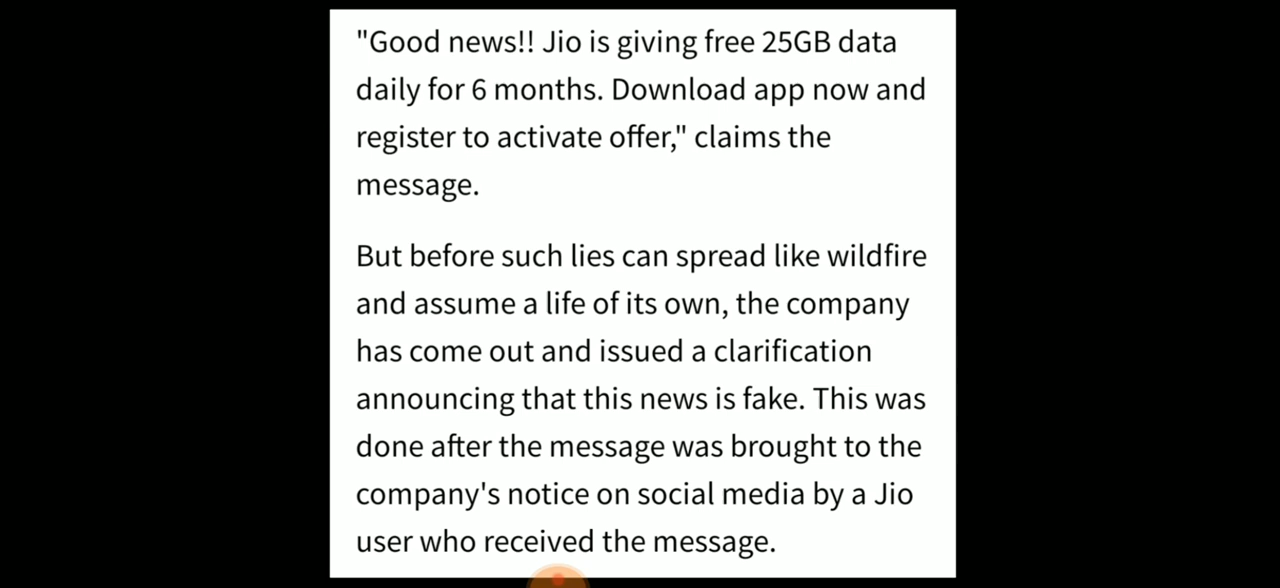 "Good news!! Jio is giving free 25GB data
daily for 6 months. Download app now and
register to activate offer," claims the
message.
But before such lies can spread like wildfire
and assume a life of its own, the company
has come out and issued a clarification
announcing that this news is fake. This was
done after the message was brought to the
company's notice on social media by a Jio
user who received the message.